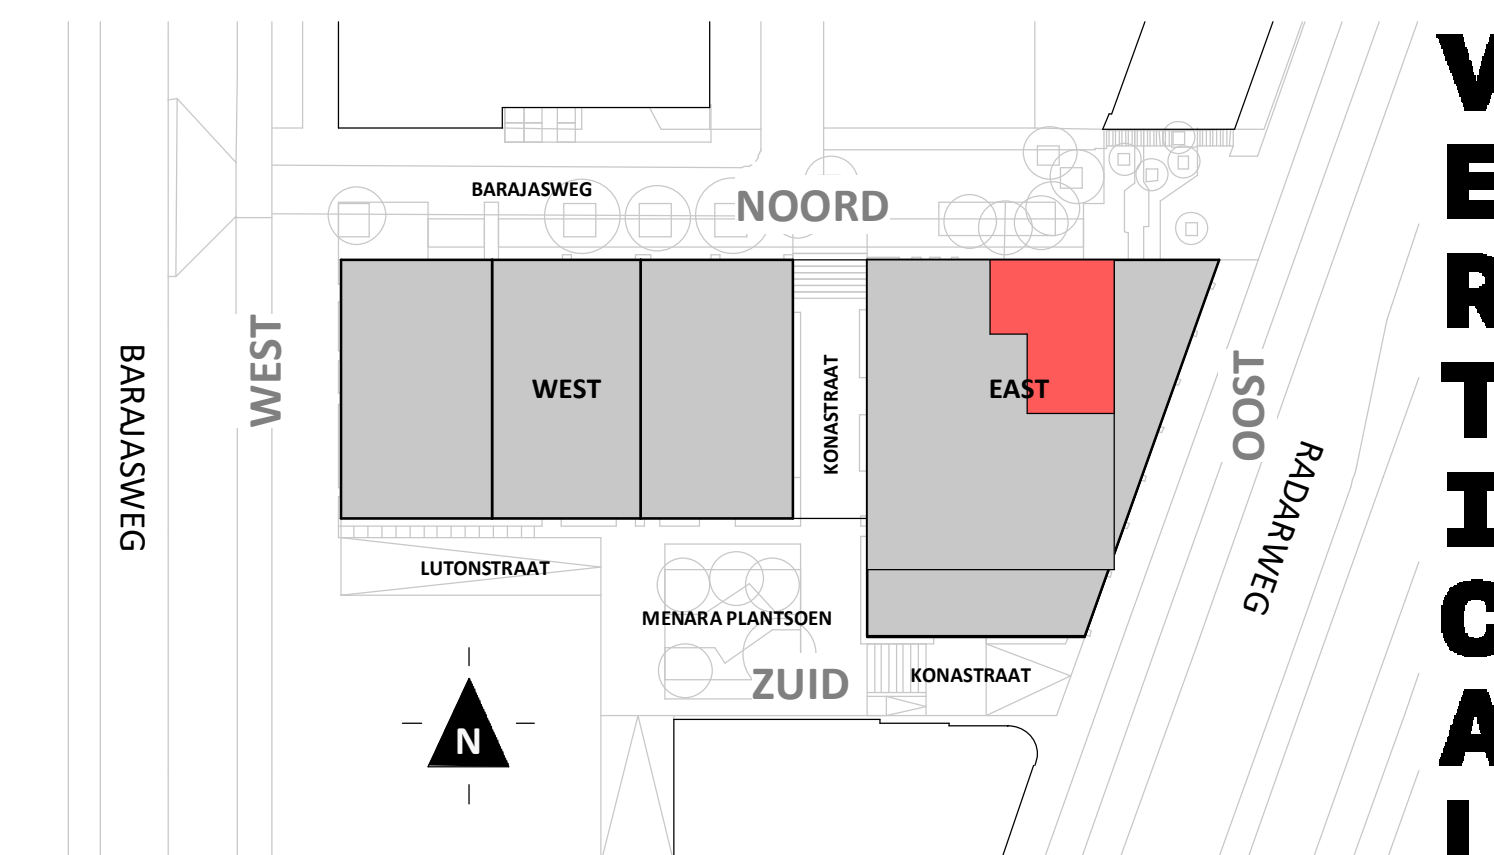 BARAJASWEG
NOORD
WEST
BARAJASWEG
WEST
KONASTRAAT
EAST
OOST
RADARWEG
LUTONSTRAAT
MENARA PLANTSOEN
ZUID
KONASTRAAT
N
VERTICAL